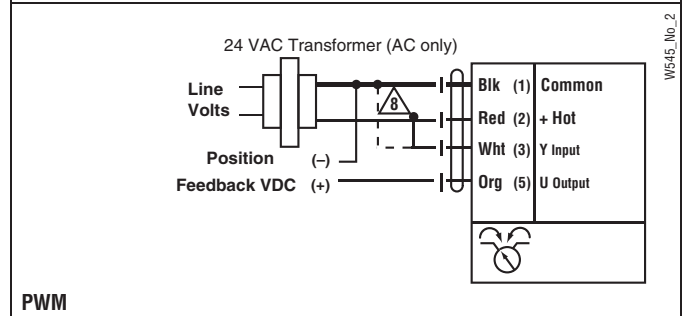 W545_No_2
24 VAC Transformer (AC only)
Line
Volts
8
Blk (1) Common
Red (2) + Hot
Wht (3) Y Input
Position (–)
Feedback VDC (+)
Org (5) U Output
PWM